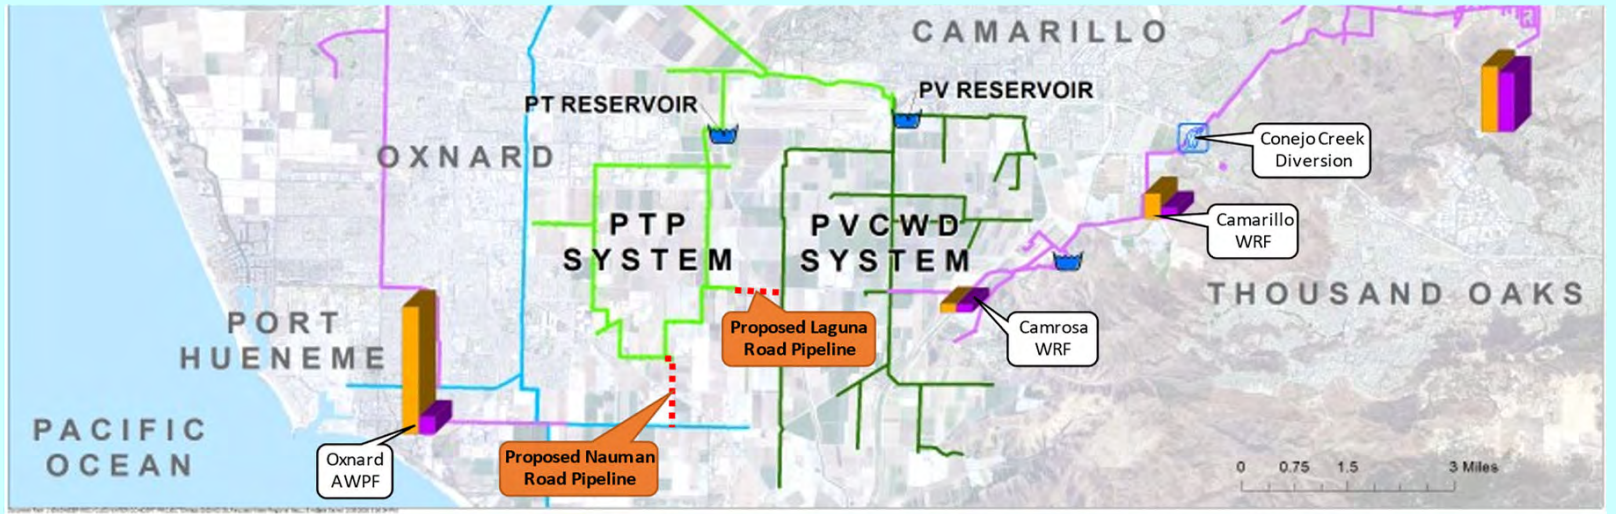 CAMARILLO
PT RESERVOIR
PV RESERVOIR
OXNARD
Conejo Creek
Diversion
PTP
SYSTEM
PVCWD
SYSTEM
Camarillo
WRF
THOUSAND OAKS
PORT
HUENEME
Proposed Laguna
Road Pipeline
Camrosa
WRF
PACIFIC
OCEAN
Oxnard
AWPF
Proposed Nauman
Road Pipeline
0 0.75 1.5 3 Miles